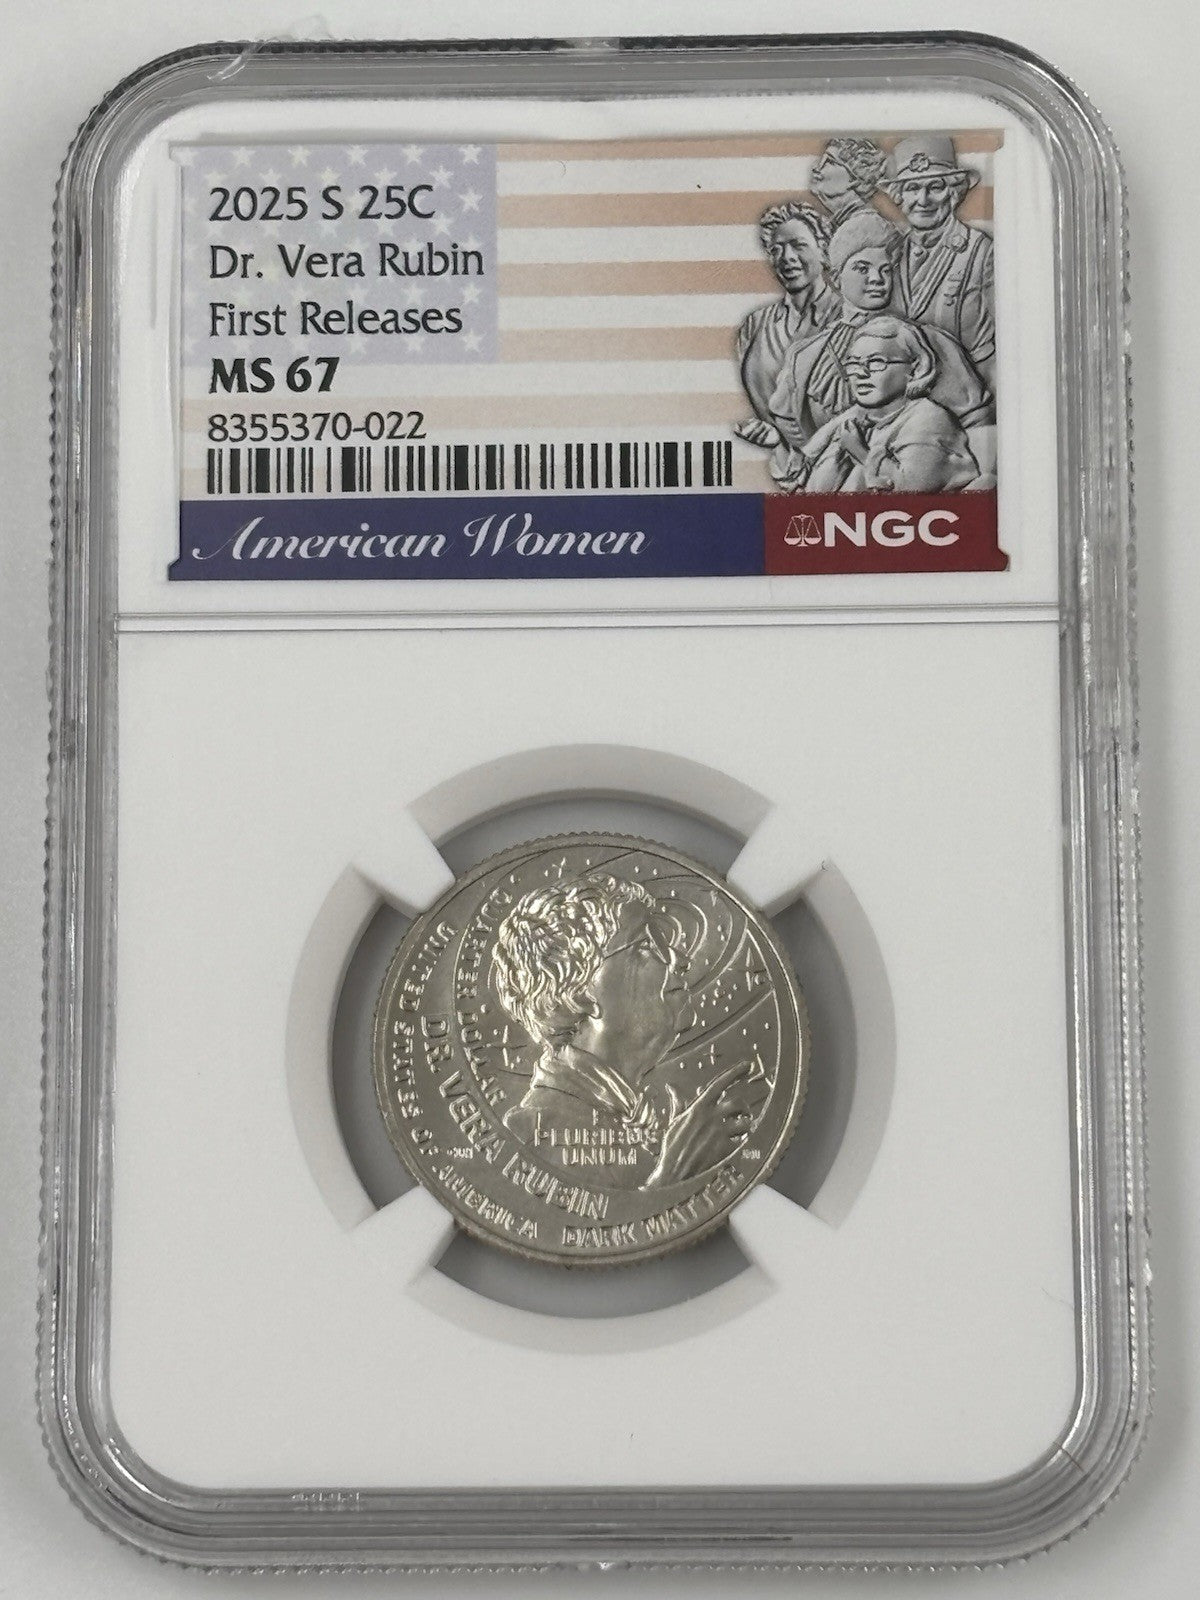 2025 S 25C
Dr. Vera Rubin
First Releases
MS 67
8355370-022
American Women
NGC
UNITED STATES OF AMERICA
QUARTER DOLLAR
DR. VERA RUBIN
E
PLURIBUS
UNUM
DARK MATTER